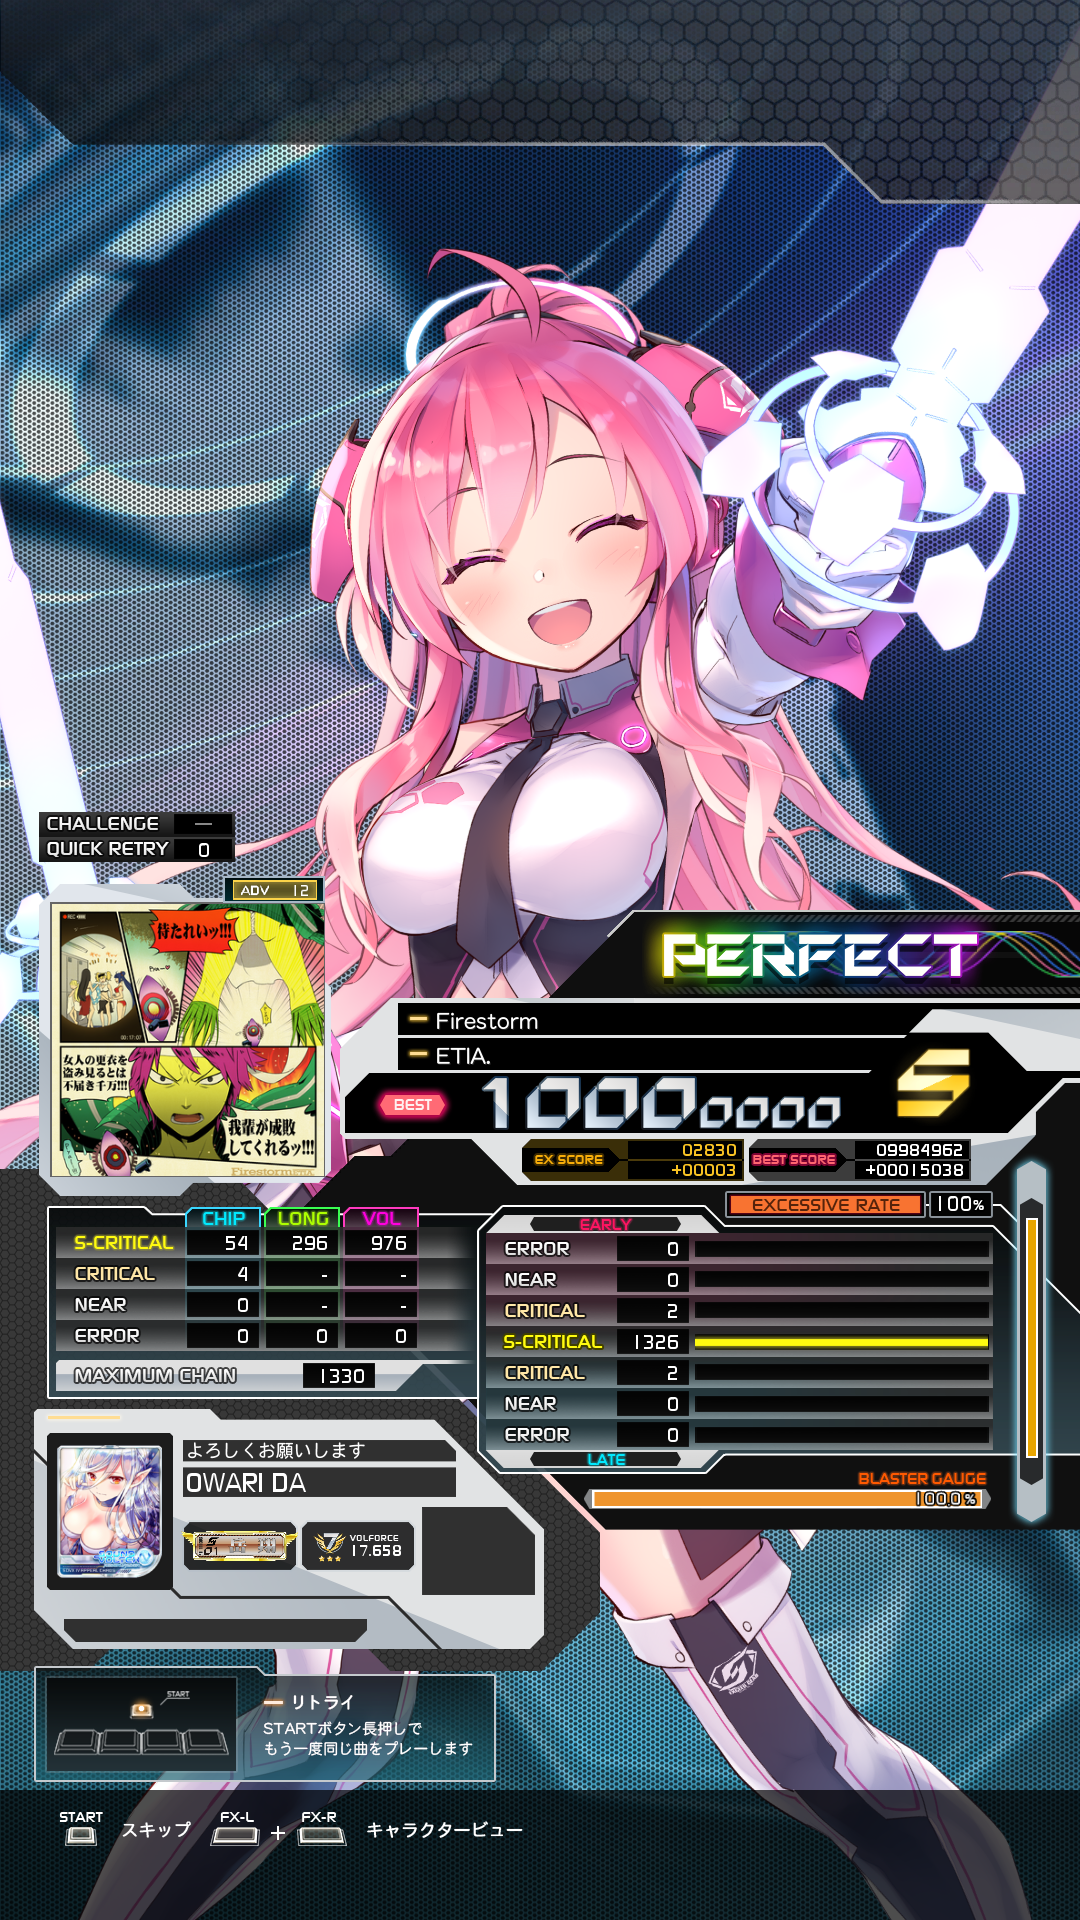 CHALLENGE —
QUICK RETRY 0
ADV 12
REC
待たれいッ!!!
00:17:07
女人の更衣を
盗み見るとは
不届き千万!!!
我輩が成敗
してくれるッ!!!
Firestorm
PERFECT
Firestorm
ETIA.
BEST 10000000 S
EX SCORE 02830
+00003
BEST SCORE 09984962
+00015038
EXCESSIVE RATE 100%
CHIP LONG VOL
S-CRITICAL 54 296 976
CRITICAL 4 - -
NEAR 0 - -
ERROR 0 0 0
MAXIMUM CHAIN 1330
EARLY
ERROR 0
NEAR 0
CRITICAL 2
S-CRITICAL 1326
CRITICAL 2
NEAR 0
ERROR 0
LATE
BLASTER GAUGE
100.0%
よろしくお願いします
OWARI DA
VOLFORCE
17.658
START
リトライ
STARTボタン長押しで
もう一度同じ曲をプレーします
START スキップ FX-L + FX-R キャラクタービュー